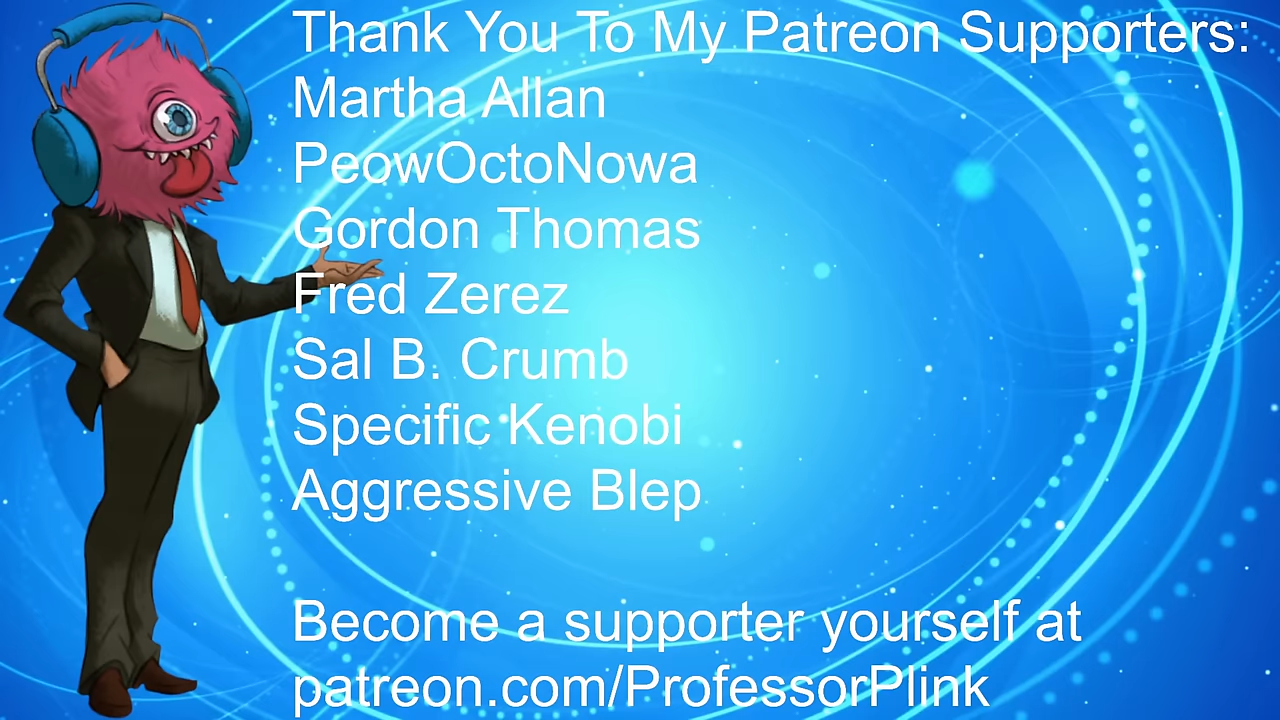 Thank You To My Patreon Supporters:
Martha Allan
PeowOctoNowa
Gordon Thomas
Fred Zerez
Sal B. Crumb
Specific Kenobi
Aggressive Blep
Become a supporter yourself at
patreon.com/ProfessorPlink